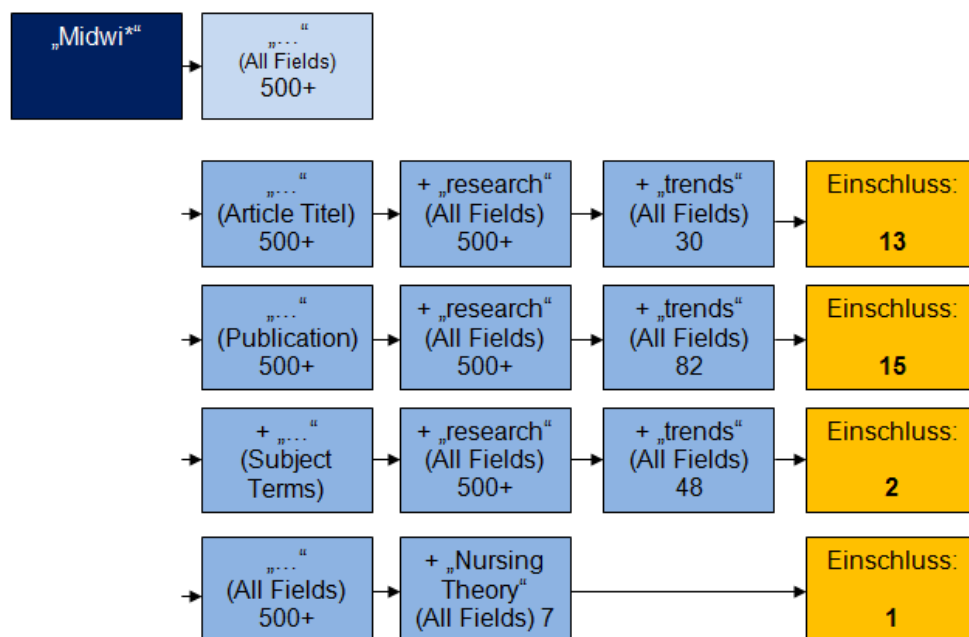 „Midwi*“
„…“
(All Fields)
500+
„…“
(Article Titel)
500+
+ „research“
(All Fields)
500+
+ „trends“
(All Fields)
30
Einschluss:
13
„…“
(Publication)
500+
+ „research“
(All Fields)
500+
+ „trends“
(All Fields)
82
Einschluss:
15
+ „…“
(Subject
Terms)
+ „research“
(All Fields)
500+
+ „trends“
(All Fields)
48
Einschluss:
2
„…“
(All Fields)
500+
+ „Nursing
Theory“
(All Fields) 7
Einschluss:
1